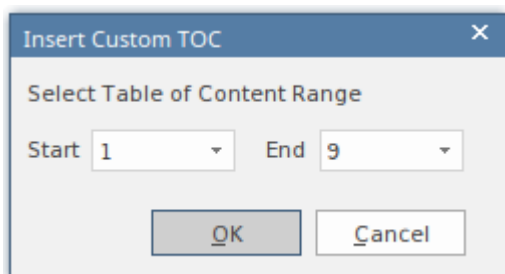 Insert Custom TOC
Select Table of Content Range
Start 1 End 9
OK Cancel